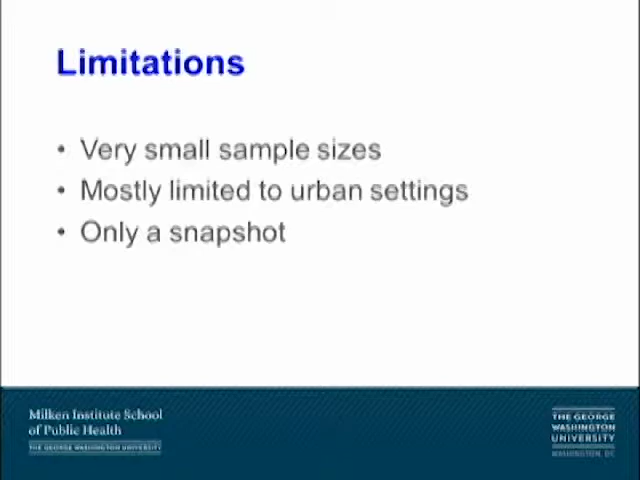 Limitations
• Very small sample sizes
• Mostly limited to urban settings
• Only a snapshot
Milken Institute School
of Public Health
THE GEORGE WASHINGTON UNIVERSITY
THE GEORGE
WASHINGTON
UNIVERSITY
WASHINGTON, DC